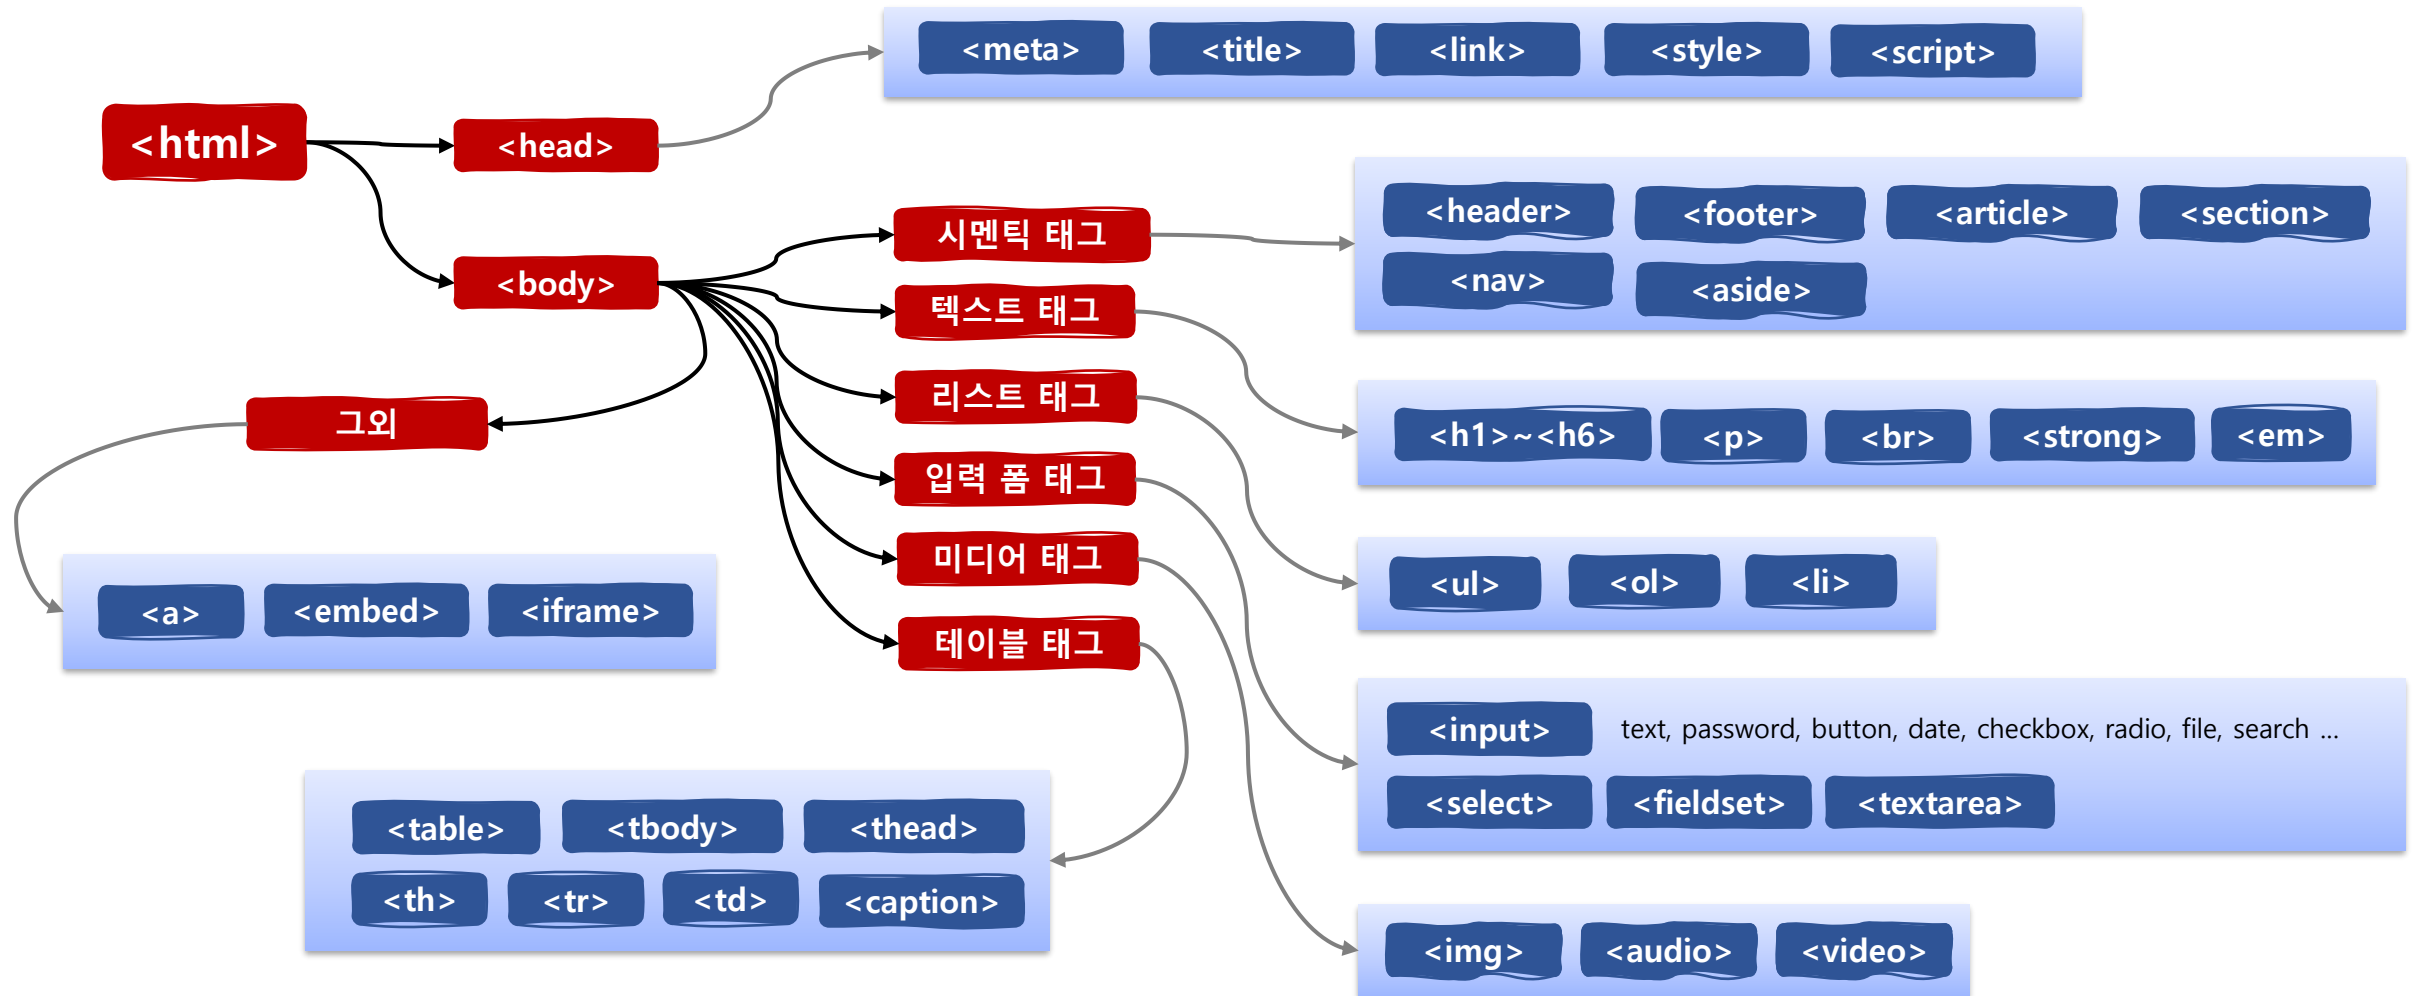 <html>
<head>
<meta> <title> <link> <style> <script>
<body>
시멘틱 태그
<header> <footer> <article> <section>
<nav> <aside>
텍스트 태그
<h1>~<h6> <p> <br> <strong> <em>
리스트 태그
<ul> <ol> <li>
입력 폼 태그
<input> text, password, button, date, checkbox, radio, file, search ...
<select> <fieldset> <textarea>
미디어 태그
<img> <audio> <video>
테이블 태그
<table> <tbody> <thead>
<th> <tr> <td> <caption>
그외
<a> <embed> <iframe>